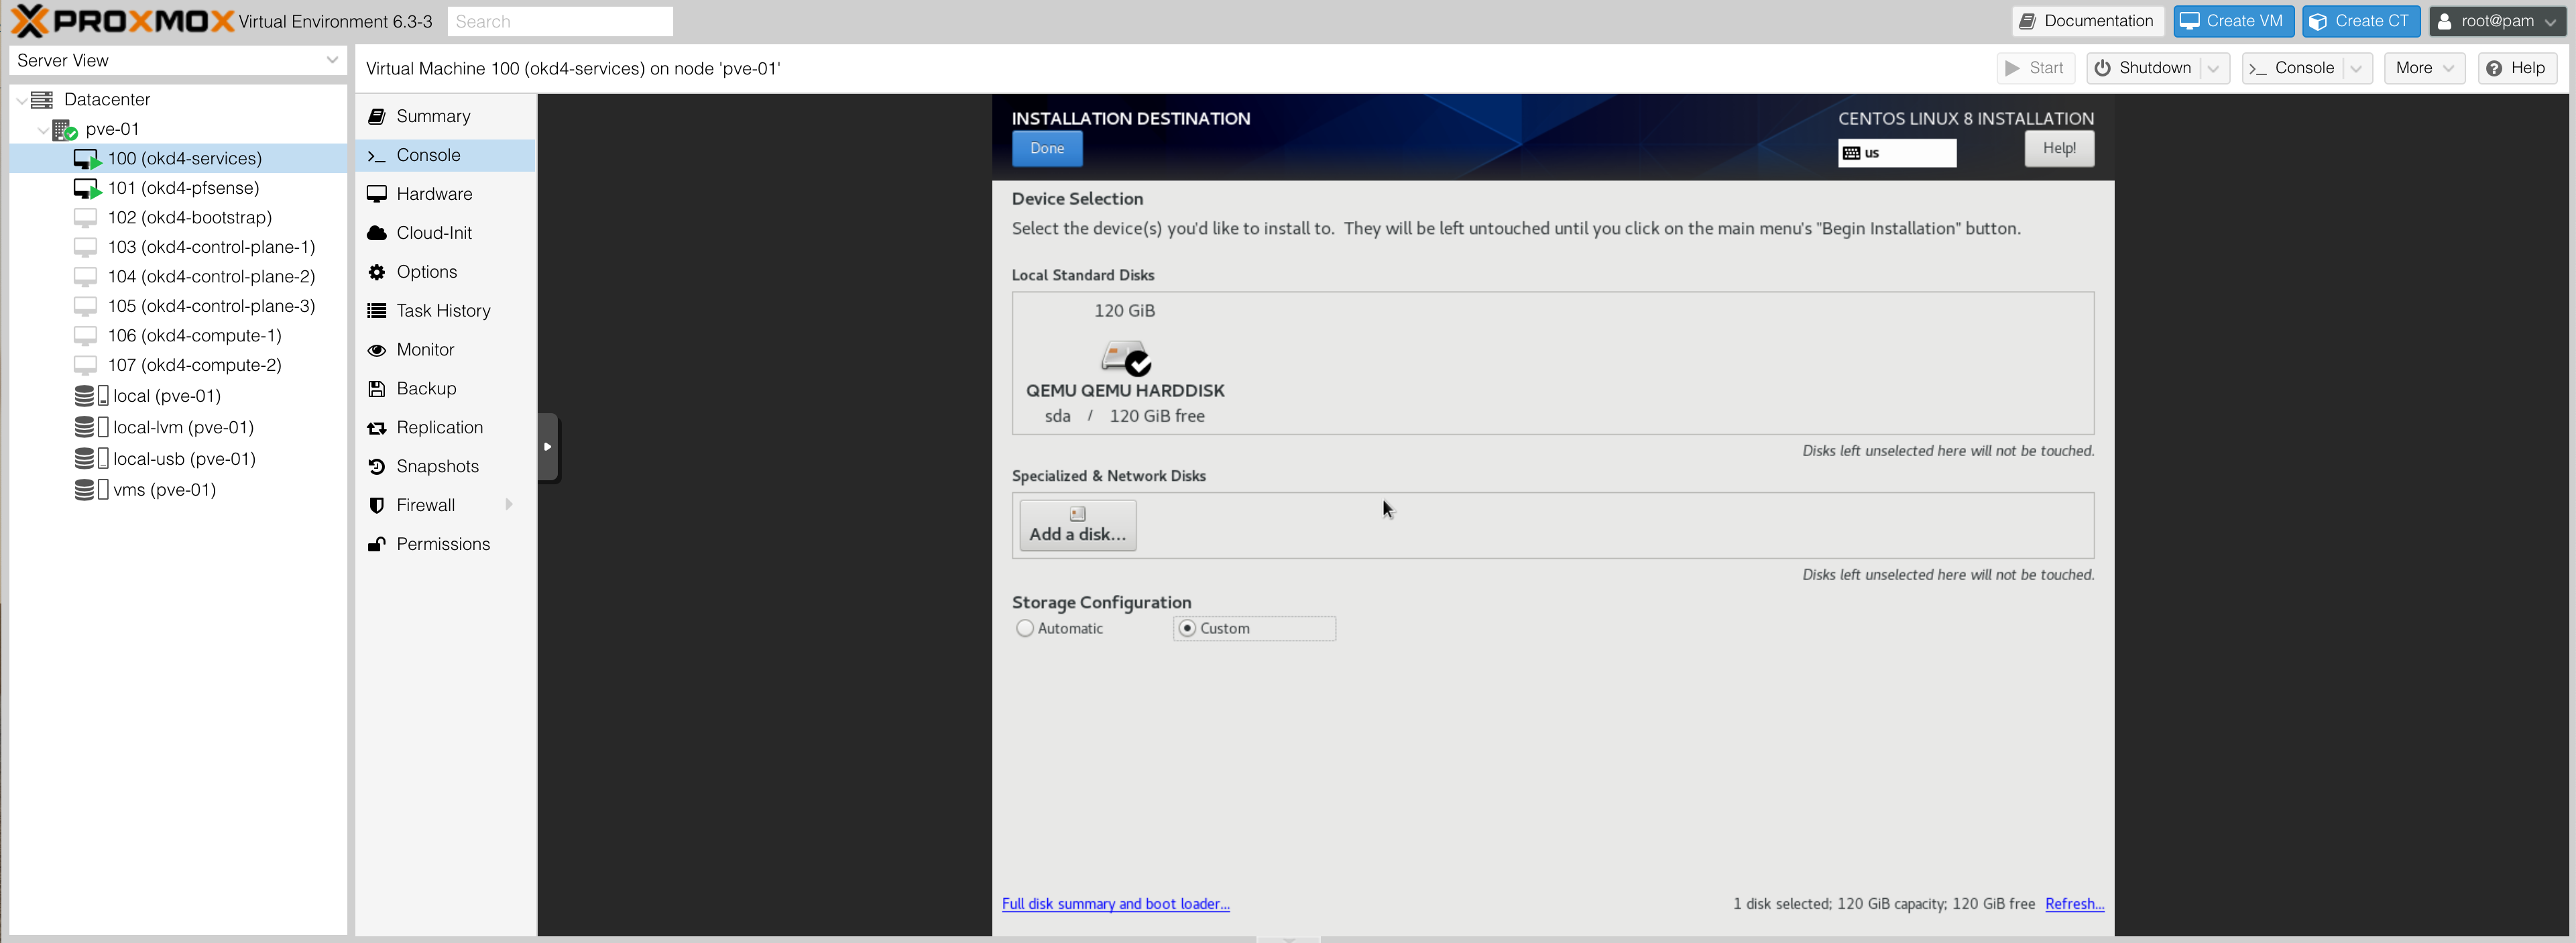 PROXMOX Virtual Environment 6.3-3 Search Documentation Create VM Create CT root@pam
Server View
Datacenter
pve-01
100 (okd4-services)
101 (okd4-pfsense)
102 (okd4-bootstrap)
103 (okd4-control-plane-1)
104 (okd4-control-plane-2)
105 (okd4-control-plane-3)
106 (okd4-compute-1)
107 (okd4-compute-2)
local (pve-01)
local-lvm (pve-01)
local-usb (pve-01)
vms (pve-01)
Virtual Machine 100 (okd4-services) on node 'pve-01' Start Shutdown Console More Help
Summary
Console
Hardware
Cloud-Init
Options
Task History
Monitor
Backup
Replication
Snapshots
Firewall
Permissions
INSTALLATION DESTINATION CENTOS LINUX 8 INSTALLATION
Done us Help!
Device Selection
Select the device(s) you'd like to install to. They will be left untouched until you click on the main menu's "Begin Installation" button.
Local Standard Disks
120 GiB
QEMU QEMU HARDDISK
sda / 120 GiB free
Disks left unselected here will not be touched.
Specialized & Network Disks
Add a disk...
Disks left unselected here will not be touched.
Storage Configuration
Automatic Custom
Full disk summary and boot loader... 1 disk selected; 120 GiB capacity; 120 GiB free Refresh...